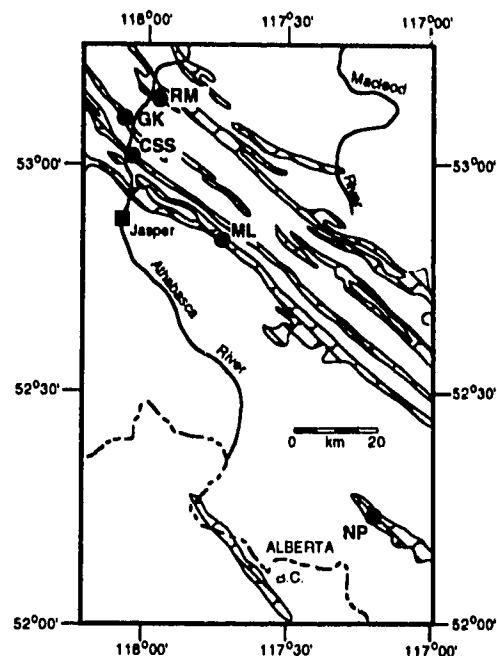 118°00'
117°30'
117°00'
Macleod
River
RM
GK
CSS
53°00'
53°00'
ML
Jasper
Athabasca
River
52°30'
52°30'
0 km 20
NP
ALBERTA
B.C.
52°00'
52°00'
118°00'
117°30'
117°00'